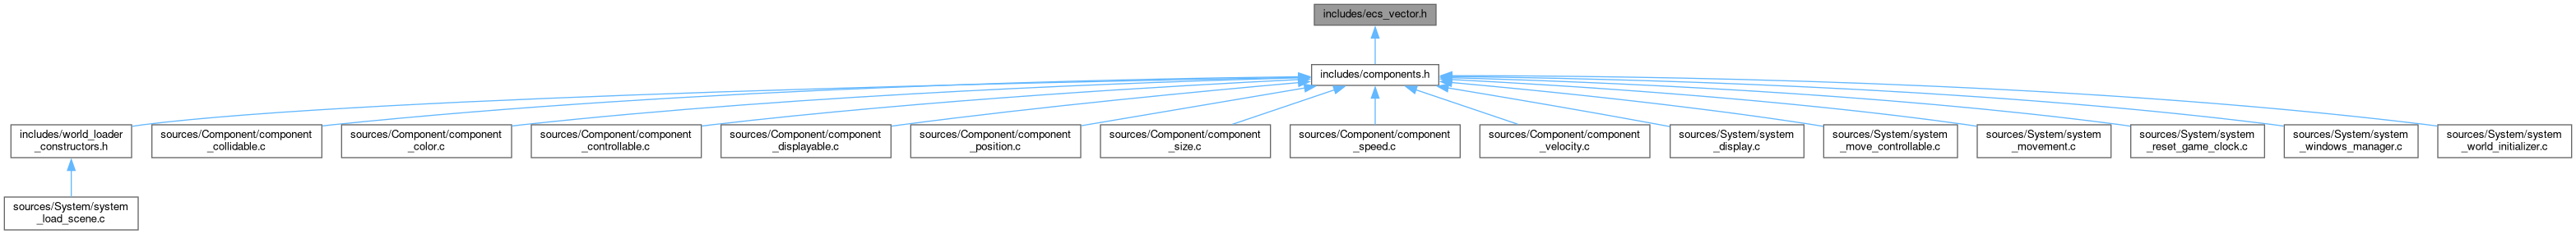 includes/ecs_vector.h
includes/components.h
includes/world_loader
_constructors.h
sources/Component/component
_collidable.c
sources/Component/component
_color.c
sources/Component/component
_controllable.c
sources/Component/component
_displayable.c
sources/Component/component
_position.c
sources/Component/component
_size.c
sources/Component/component
_speed.c
sources/Component/component
_velocity.c
sources/System/system
_display.c
sources/System/system
_move_controllable.c
sources/System/system
_movement.c
sources/System/system
_reset_game_clock.c
sources/System/system
_windows_manager.c
sources/System/system
_world_initializer.c
sources/System/system
_load_scene.c